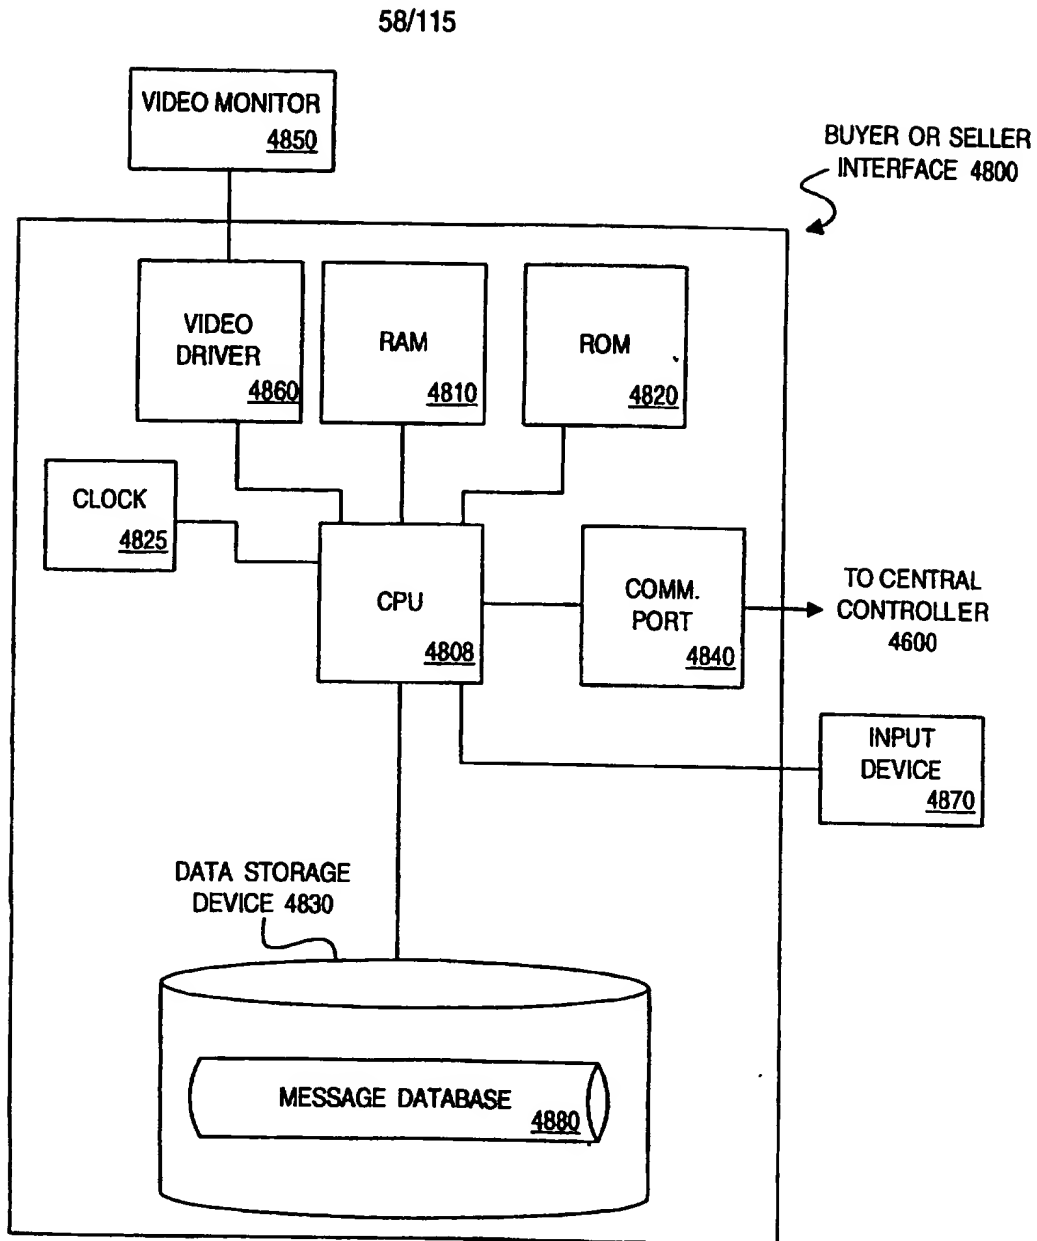 58/115
VIDEO MONITOR
4850
BUYER OR SELLER
INTERFACE 4800
VIDEO
DRIVER
4860
RAM
4810
ROM
4820
CLOCK
4825
CPU
4808
COMM.
PORT
4840
TO CENTRAL
CONTROLLER
4600
INPUT
DEVICE
4870
DATA STORAGE
DEVICE 4830
MESSAGE DATABASE
4880